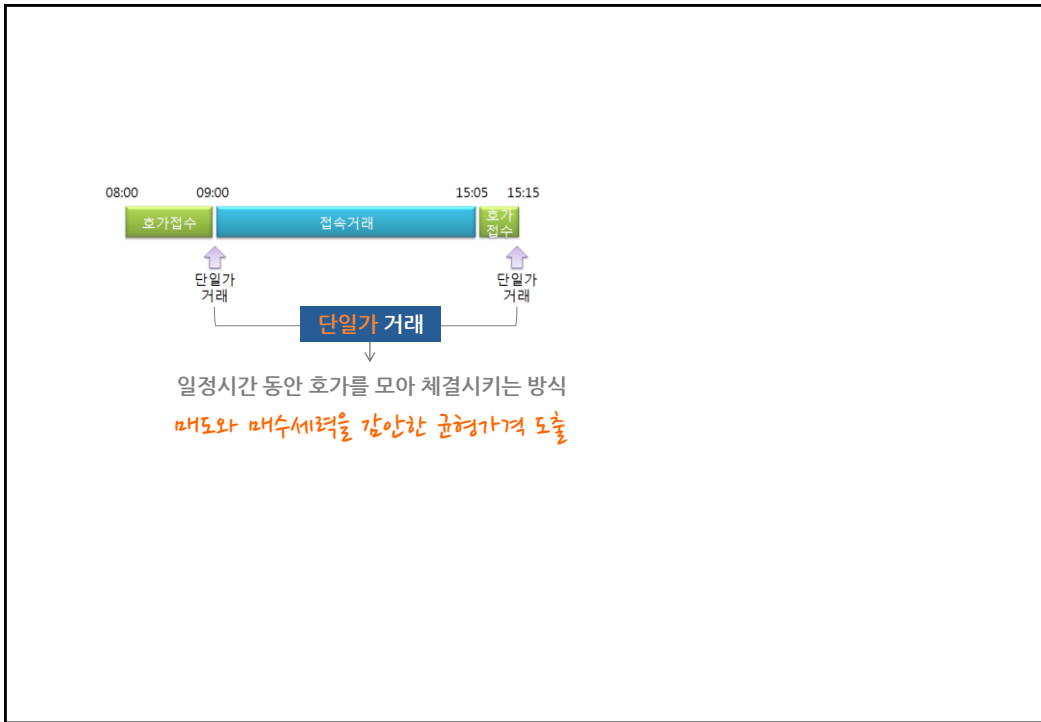 08:00 09:00 15:05 15:15
호가접수 접속거래 호가
접수
단일가
거래
단일가
거래
단일가 거래
일정시간 동안 호가를 모아 체결시키는 방식
매도와 매수세력을 감안한 균형가격 도출